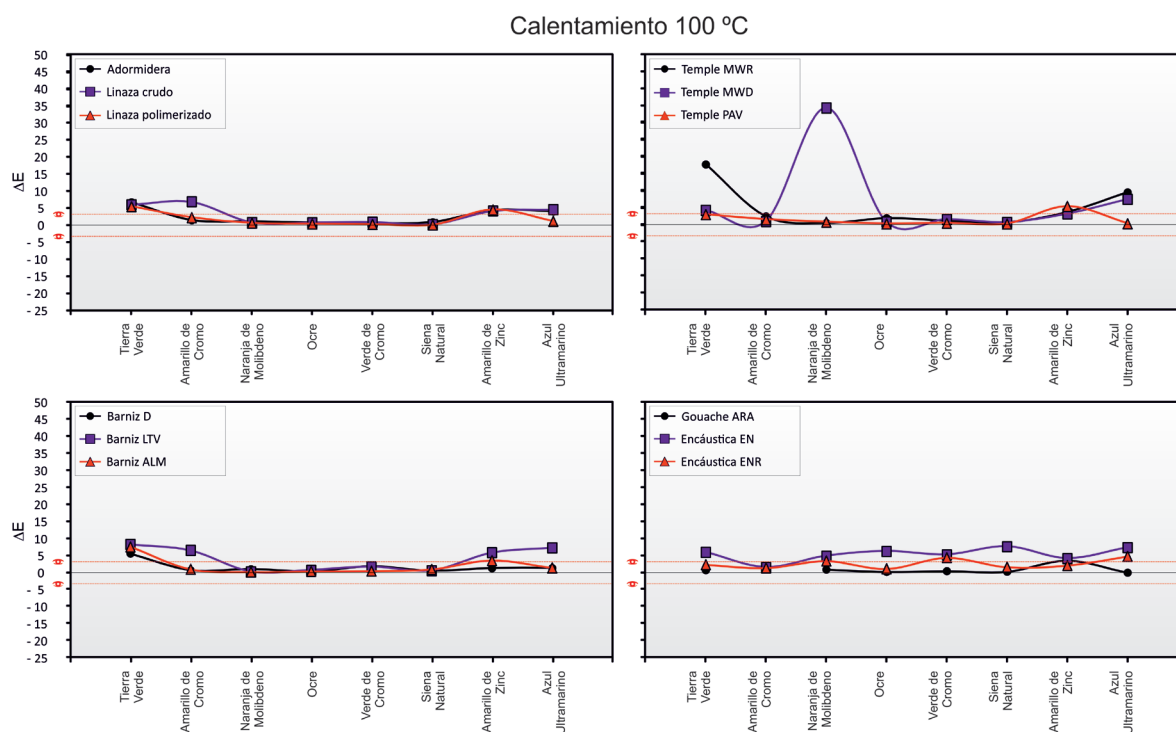 Calentamiento 100 ºC
50
45
40
35
30
25
20
15
10
5
0
- 5
- 10
- 15
- 20
- 25
ΔE
Adormidera
Linaza crudo
Linaza polimerizado
Tierra
Verde
Amarillo de
Cromo
Naranja de
Molibdeno
Ocre
Verde de
Cromo
Siena
Natural
Amarillo de
Zinc
Azul
Ultramarino
50
45
40
35
30
25
20
15
10
5
0
- 5
- 10
- 15
- 20
- 25
ΔE
Temple MWR
Temple MWD
Temple PAV
Tierra
Verde
Amarillo de
Cromo
Naranja de
Molibdeno
Ocre
Verde de
Cromo
Siena
Natural
Amarillo de
Zinc
Azul
Ultramarino
Barniz D
Barniz LTV
Barniz ALM
Tierra
Verde
Amarillo de
Cromo
Naranja de
Molibdeno
Ocre
Verde de
Cromo
Siena
Natural
Amarillo de
Zinc
Azul
Ultramarino
Gouache ARA
Encáustica EN
Encáustica ENR
Tierra
Verde
Amarillo de
Cromo
Naranja de
Molibdeno
Ocre
Verde de
Cromo
Siena
Natural
Amarillo de
Zinc
Azul
Ultramarino